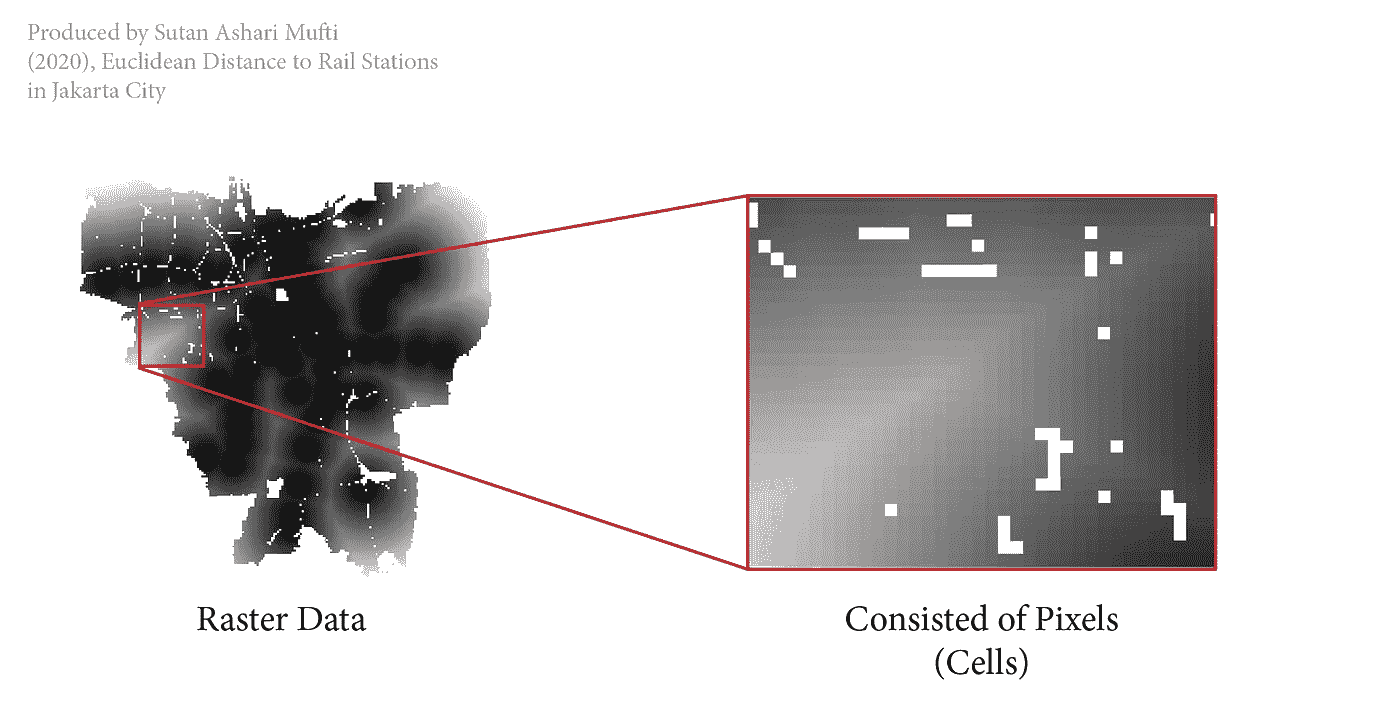 Produced by Sutan Ashari Mufti
(2020), Euclidean Distance to Rail Stations
in Jakarta City
Raster Data
Consisted of Pixels
(Cells)